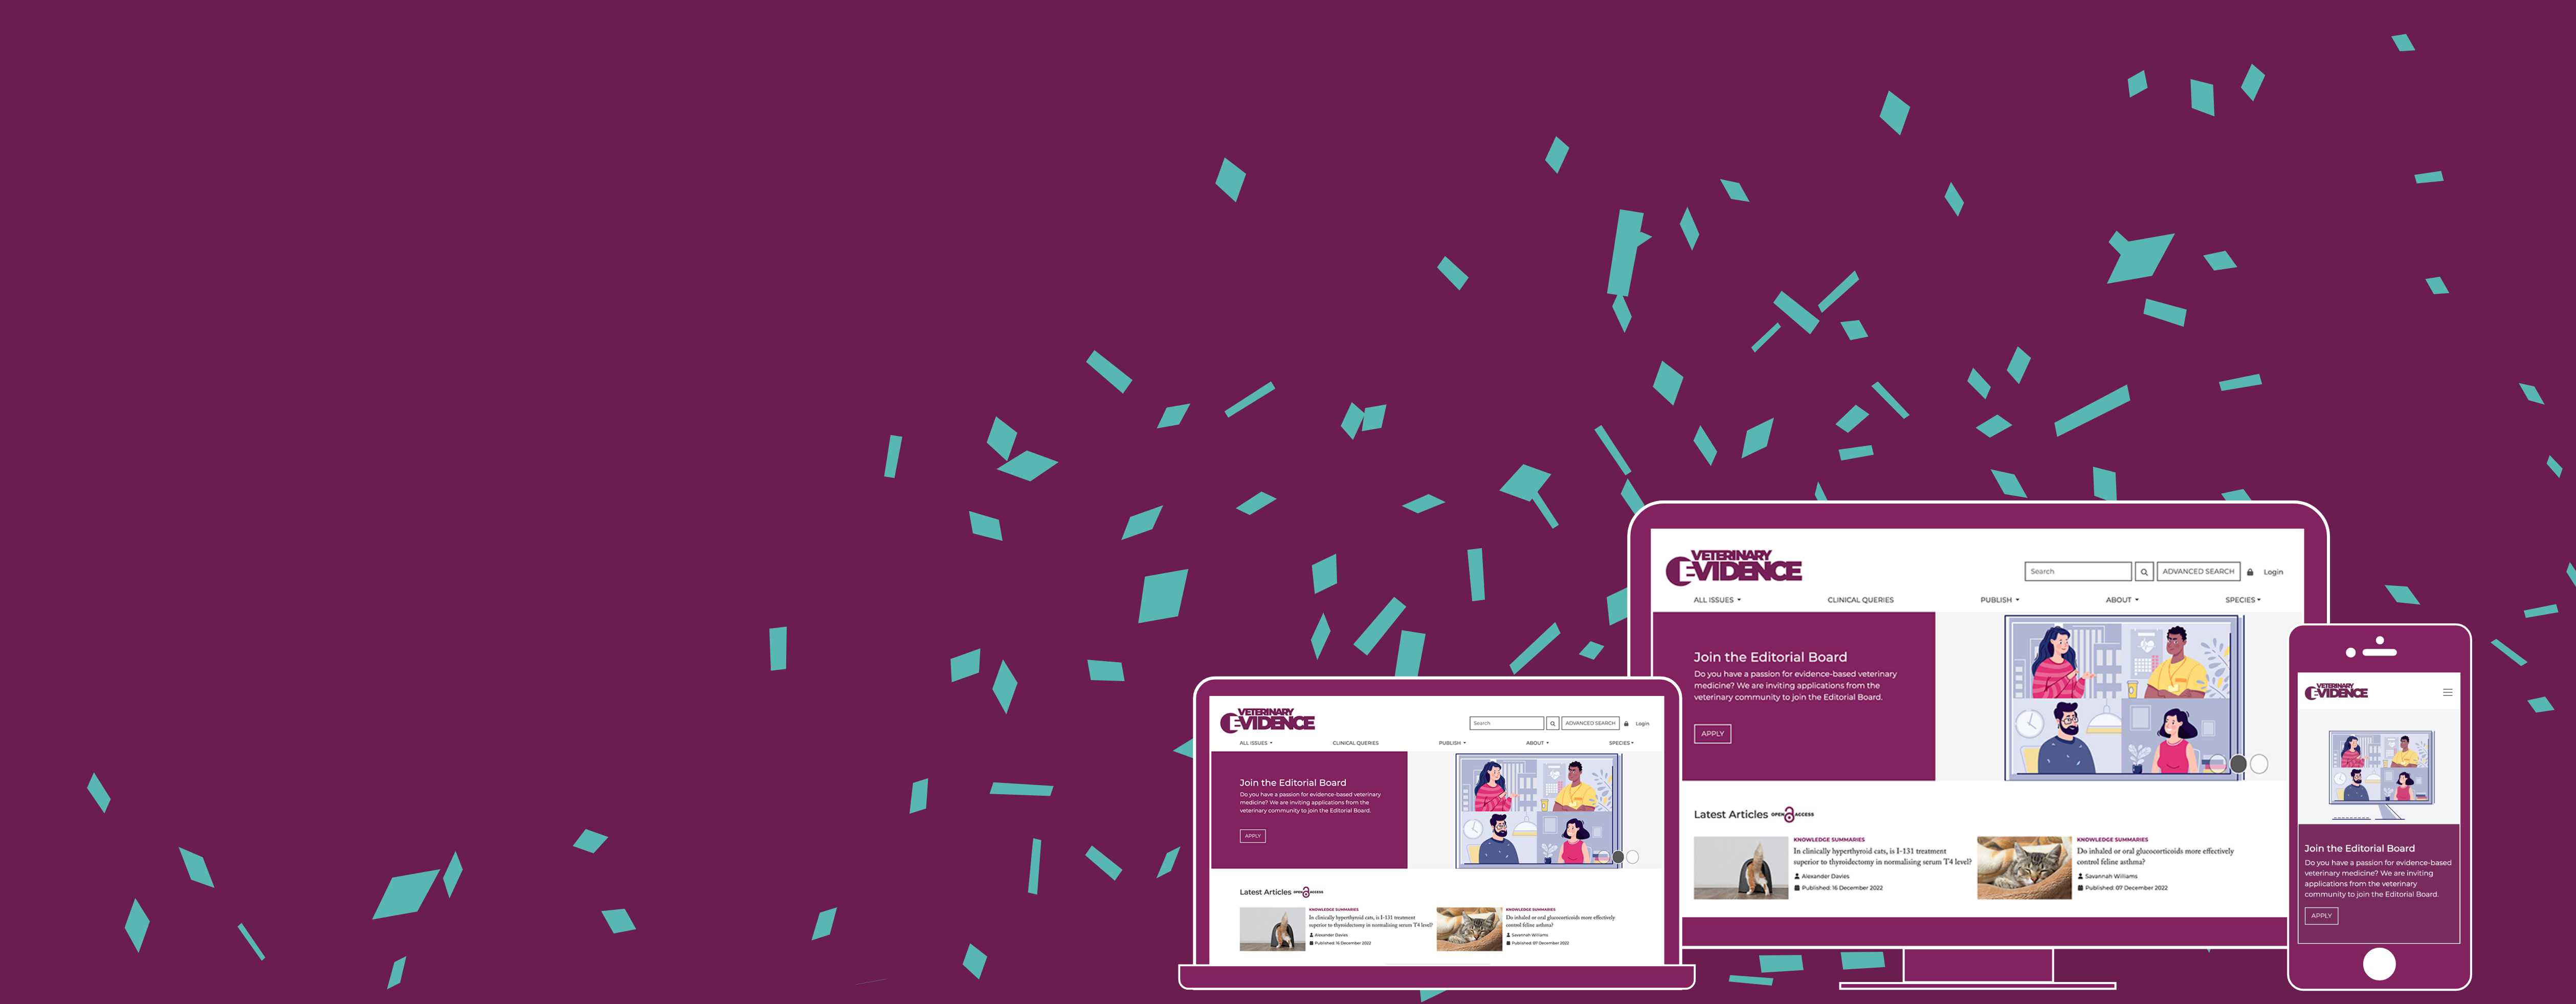 VETERINARY
EVIDENCE
Search
ADVANCED SEARCH
Login
ALL ISSUES
CLINICAL QUERIES
PUBLISH
ABOUT
SPECIES
Join the Editorial Board
Do you have a passion for evidence-based veterinary
medicine? We are inviting applications from the
veterinary community to join the Editorial Board.
APPLY
Latest Articles OPEN ACCESS
KNOWLEDGE SUMMARIES
In clinically hyperthyroid cats, is I-131 treatment
superior to thyroidectomy in normalising serum T4 level?
Alexander Davies
Published: 16 December 2022
KNOWLEDGE SUMMARIES
Do inhaled or oral glucocorticoids more effectively
control feline asthma?
Savannah Williams
Published: 07 December 2022
VETERINARY
EVIDENCE
Search
ADVANCED SEARCH
Login
ALL ISSUES
CLINICAL QUERIES
PUBLISH
ABOUT
SPECIES
Join the Editorial Board
Do you have a passion for evidence-based veterinary
medicine? We are inviting applications from the
veterinary community to join the Editorial Board.
APPLY
Latest Articles OPEN ACCESS
KNOWLEDGE SUMMARIES
In clinically hyperthyroid cats, is I-131 treatment
superior to thyroidectomy in normalising serum T4 level?
Alexander Davies
Published: 16 December 2022
KNOWLEDGE SUMMARIES
Do inhaled or oral glucocorticoids more effectively
control feline asthma?
Savannah Williams
Published: 07 December 2022
VETERINARY
EVIDENCE
Join the Editorial Board
Do you have a passion for evidence-based
veterinary medicine? We are inviting
applications from the veterinary
community to join the Editorial Board.
APPLY